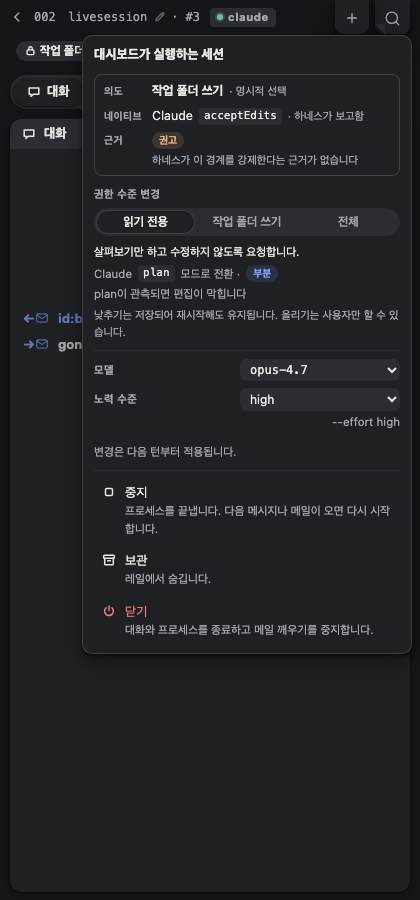 002 livesession · #3 claude
작업 폴더
대화
대화
id:b
gon
대시보드가 실행하는 세션
의도 작업 폴더 쓰기 · 명시적 선택
네이티브 Claude acceptEdits · 하네스가 보고함
근거 권고
하네스가 이 경계를 강제한다는 근거가 없습니다
권한 수준 변경
읽기 전용 작업 폴더 쓰기 전체
살펴보기만 하고 수정하지 않도록 요청합니다.
Claude plan 모드로 전환 · 부분
plan이 관측되면 편집이 막힙니다
낮추기는 저장되어 재시작해도 유지됩니다. 올리기는 사용자만 할 수 있
습니다.
모델 opus-4.7
노력 수준 high
--effort high
변경은 다음 턴부터 적용됩니다.
중지
프로세스를 끝냅니다. 다음 메시지나 메일이 오면 다시 시작
합니다.
보관
레일에서 숨깁니다.
닫기
대화와 프로세스를 종료하고 메일 깨우기를 중지합니다.